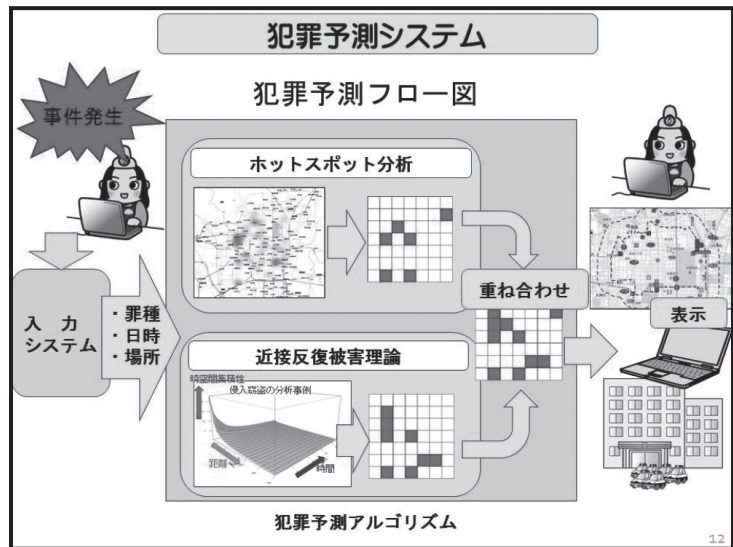 犯罪予測システム
犯罪予測フロー図
事件発生
ホットスポット分析
入 力
システム
・罪種
・日時
・場所
重ね合わせ
表示
近接反復被害理論
時空間集積性
侵入窃盗の分析事例
距離
時間
犯罪予測アルゴリズム
12